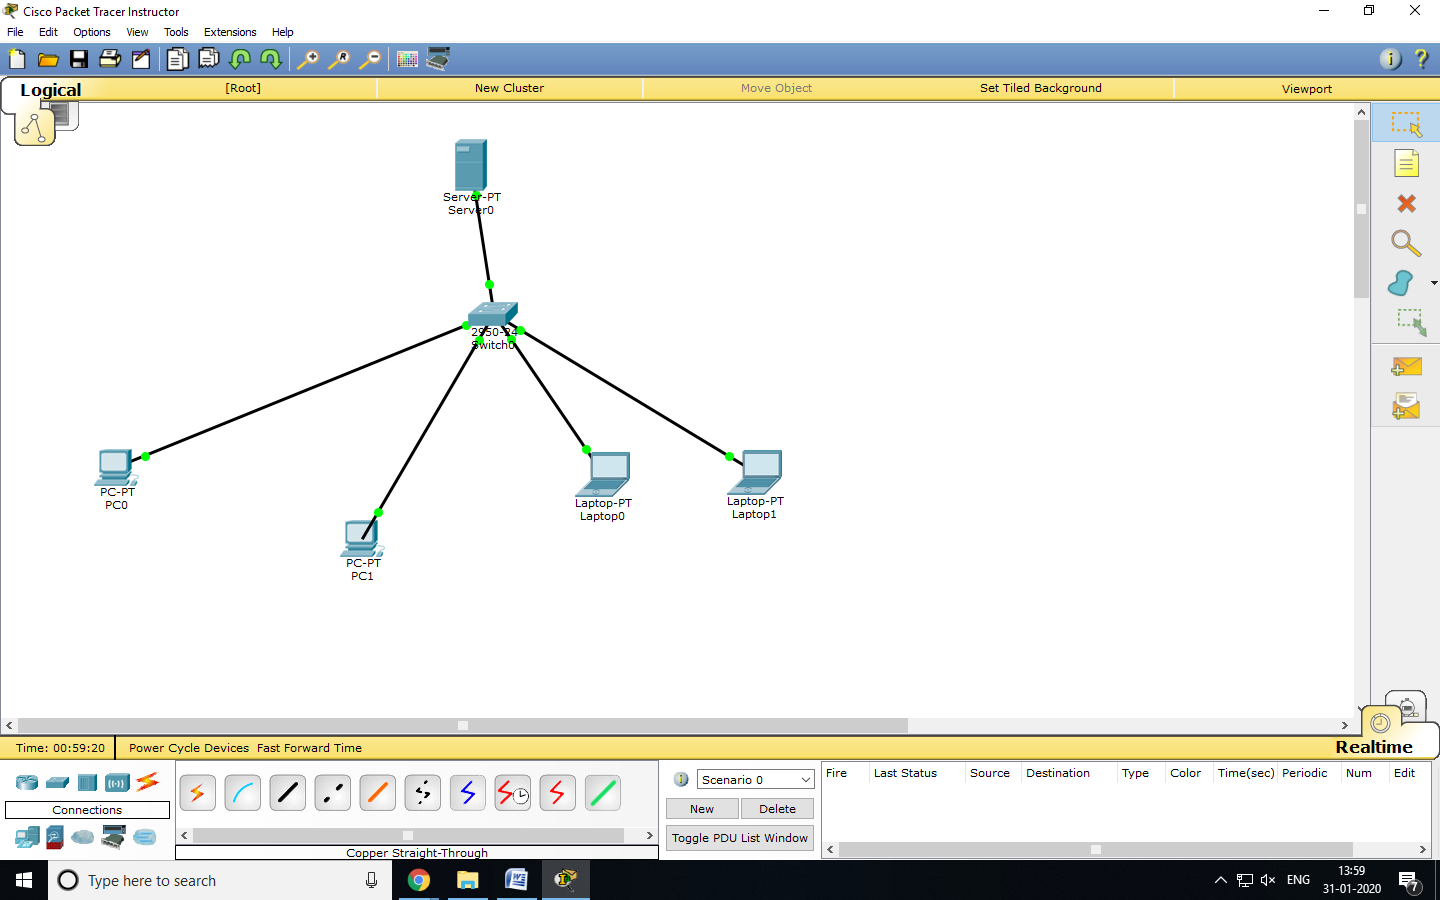 Cisco Packet Tracer Instructor
File Edit Options View Tools Extensions Help
Logical [Root] New Cluster Move Object Set Tiled Background Viewport
Server-PT
Server0
2950-24
Switch0
PC-PT
PC0
PC-PT
PC1
Laptop-PT
Laptop0
Laptop-PT
Laptop1
Time: 00:59:20 Power Cycle Devices Fast Forward Time Realtime
Connections
Copper Straight-Through
Scenario 0
New Delete
Toggle PDU List Window
Fire Last Status Source Destination Type Color Time(sec) Periodic Num Edit
Type here to search
ENG
13:59
31-01-2020
7